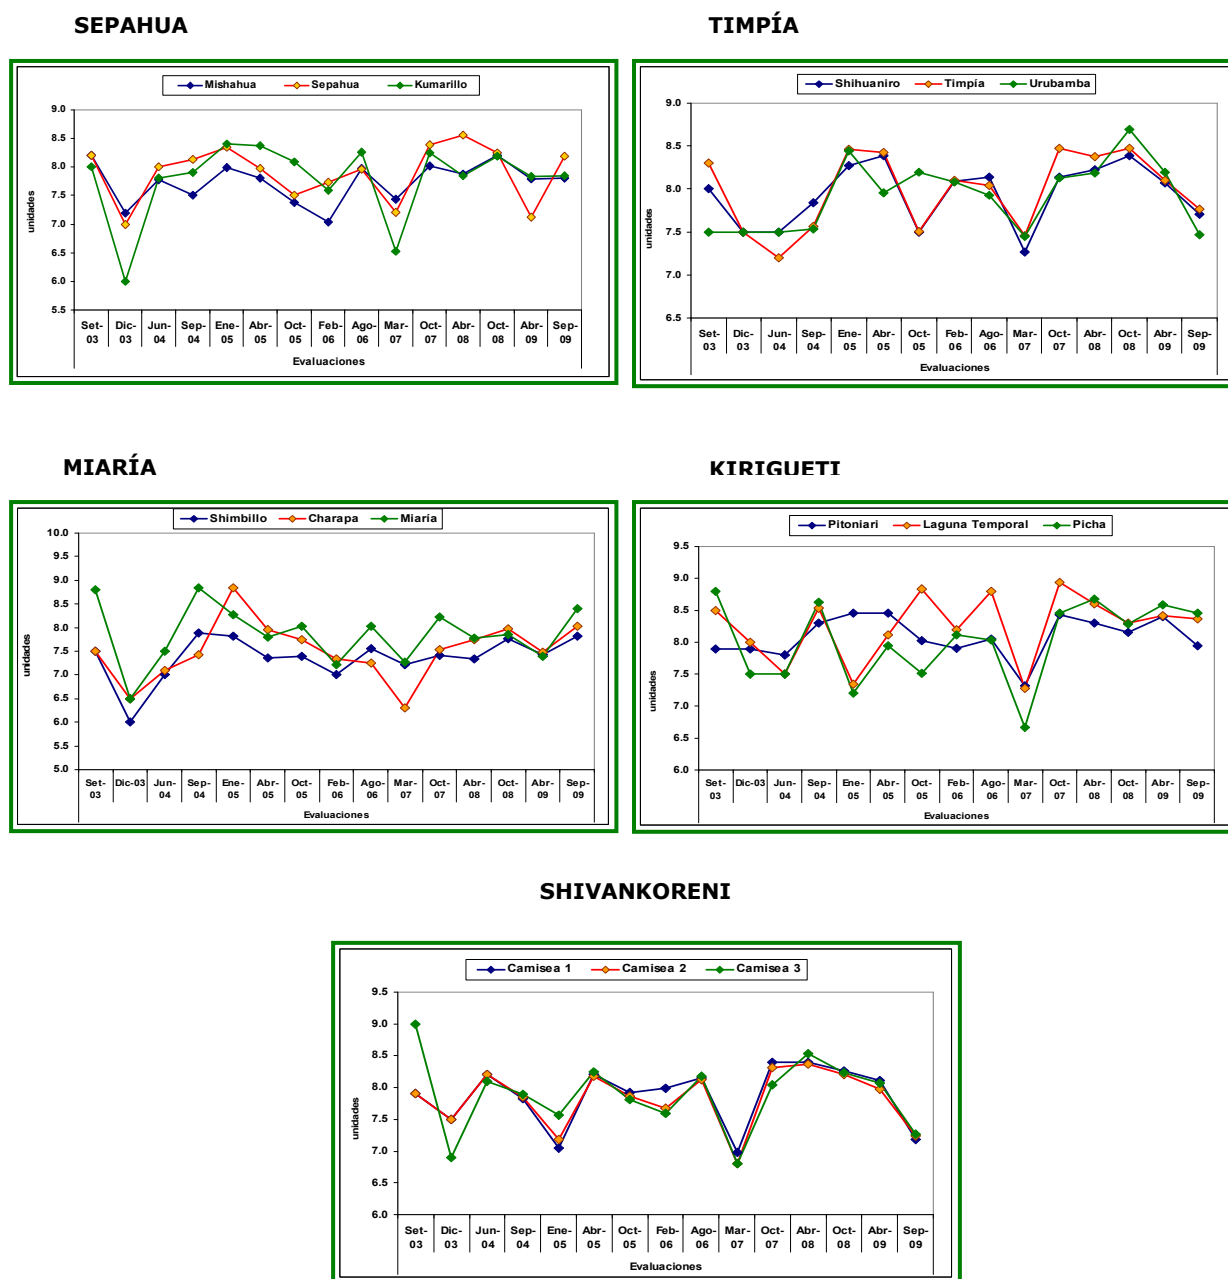 SEPAHUA
Mishahua Sepahua Kumarillo
unidades
9.0
8.5
8.0
7.5
7.0
6.5
6.0
5.5
Set-03 Dic-03 Jun-04 Sep-04 Ene-05 Abr-05 Oct-05 Feb-06 Ago-06 Mar-07 Oct-07 Abr-08 Oct-08 Abr-09 Sep-09
Evaluaciones
TIMPÍA
Shihuaniro Timpía Urubamba
unidades
9.0
8.5
8.0
7.5
7.0
6.5
Set-03 Dic-03 Jun-04 Sep-04 Ene-05 Abr-05 Oct-05 Feb-06 Ago-06 Mar-07 Oct-07 Abr-08 Oct-08 Abr-09 Sep-09
Evaluaciones
MIARÍA
Shimbillo Charapa Miaría
unidades
10.0
9.5
9.0
8.5
8.0
7.5
7.0
6.5
6.0
5.5
5.0
Set-03 Dic-03 Jun-04 Sep-04 Ene-05 Abr-05 Oct-05 Feb-06 Ago-06 Mar-07 Oct-07 Abr-08 Oct-08 Abr-09 Sep-09
Evaluaciones
KIRIGUETI
Pitoniari Laguna Temporal Picha
unidades
9.5
9.0
8.5
8.0
7.5
7.0
6.5
6.0
Set-03 Dic-03 Jun-04 Sep-04 Ene-05 Abr-05 Oct-05 Feb-06 Ago-06 Mar-07 Oct-07 Abr-08 Oct-08 Abr-09 Sep-09
Evaluaciones
SHIVANKORENI
Camisea 1 Camisea 2 Camisea 3
unidades
9.5
9.0
8.5
8.0
7.5
7.0
6.5
6.0
Set-03 Dic-03 Jun-04 Sep-04 Ene-05 Abr-05 Oct-05 Feb-06 Ago-06 Mar-07 Oct-07 Abr-08 Oct-08 Abr-09 Sep-09
Evaluaciones